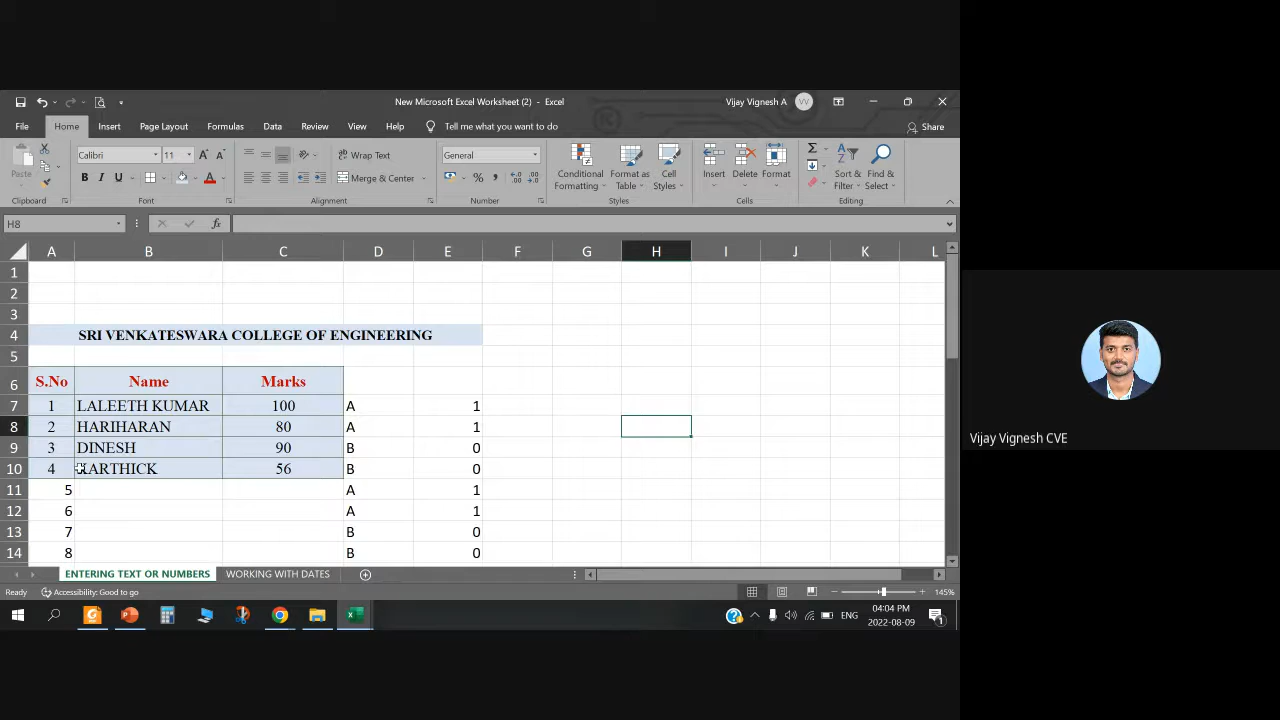 New Microsoft Excel Worksheet (2) - Excel
Vijay Vignesh A VV
File Home Insert Page Layout Formulas Data Review View Help Tell me what you want to do Share
Paste
Clipboard
Calibri 11
B I U
Font
Wrap Text
Merge & Center
Alignment
General
Number
Conditional Formatting
Format as Table
Cell Styles
Styles
Insert Delete Format
Cells
Sort & Filter
Find & Select
Editing
H8
fx
A B C D E F G H I J K L
1
2
3
4 SRI VENKATESWARA COLLEGE OF ENGINEERING
5
6 S.No Name Marks
7 1 LALEETH KUMAR 100 A 1
8 2 HARIHARAN 80 A 1
9 3 DINESH 90 B 0
10 4 KARTHICK 56 B 0
11 5 A 1
12 6 A 1
13 7 B 0
14 8 B 0
ENTERING TEXT OR NUMBERS WORKING WITH DATES
Ready Accessibility: Good to go 145%
ENG
04:04 PM
2022-08-09
1
Vijay Vignesh CVE